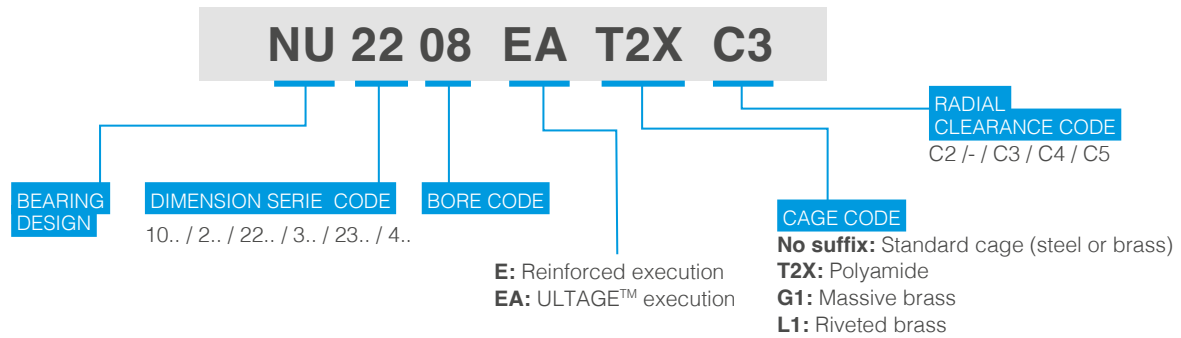 NU 22 08 EA T2X C3
RADIAL
CLEARANCE CODE
C2 /- / C3 / C4 / C5
BEARING
DESIGN
DIMENSION SERIE CODE
10.. / 2.. / 22.. / 3.. / 23.. / 4..
BORE CODE
E: Reinforced execution
EA: ULTAGE™ execution
CAGE CODE
No suffix: Standard cage (steel or brass)
T2X: Polyamide
G1: Massive brass
L1: Riveted brass